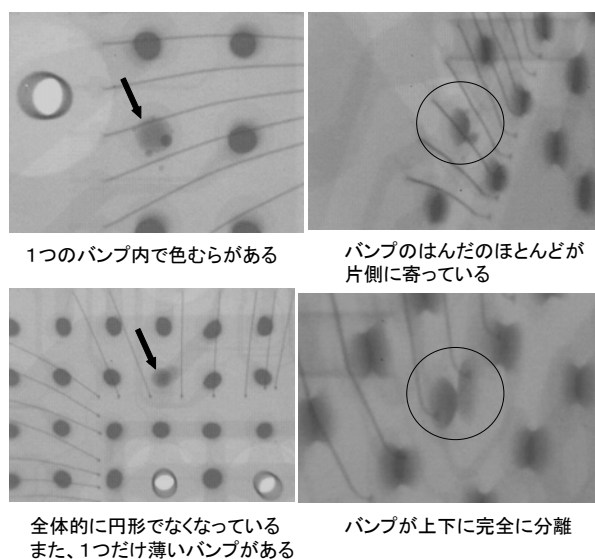 1つのバンプ内で色むらがある
バンプのはんだのほとんどが
片側に寄っている
全体的に円形でなくなっている
また、1つだけ薄いバンプがある
バンプが上下に完全に分離